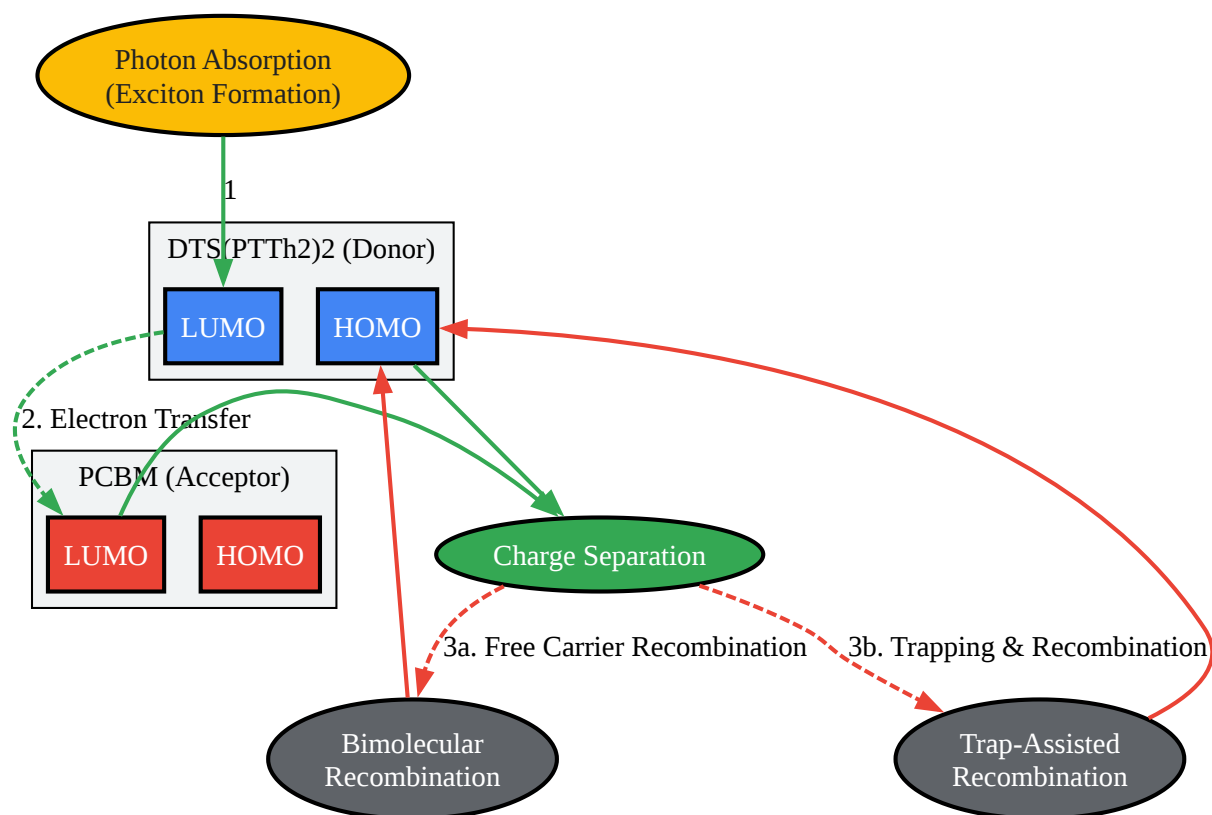 Photon Absorption
(Exciton Formation)
1
DTS(PTTh2)2 (Donor)
LUMO
HOMO
2. Electron Transfer
PCBM (Acceptor)
LUMO
HOMO
Charge Separation
3a. Free Carrier Recombination
3b. Trapping & Recombination
Bimolecular
Recombination
Trap-Assisted
Recombination